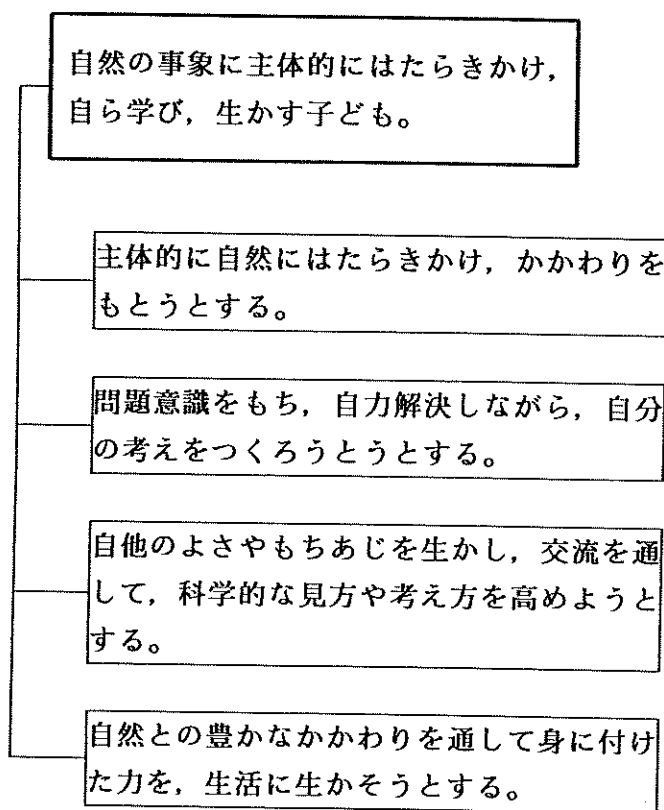 自然の事象に主体的にはたらきかけ，
自ら学び，生かす子ども。
主体的に自然にはたらきかけ，かかわりを
もとうとする。
問題意識をもち，自力解決しながら，自分
の考えをつくろうとうとする。
自他のよさやもちあじを生かし，交流を通
して，科学的な見方や考え方を高めようと
する。
自然との豊かなかかわりを通して身に付け
た力を，生活に生かそうとする。